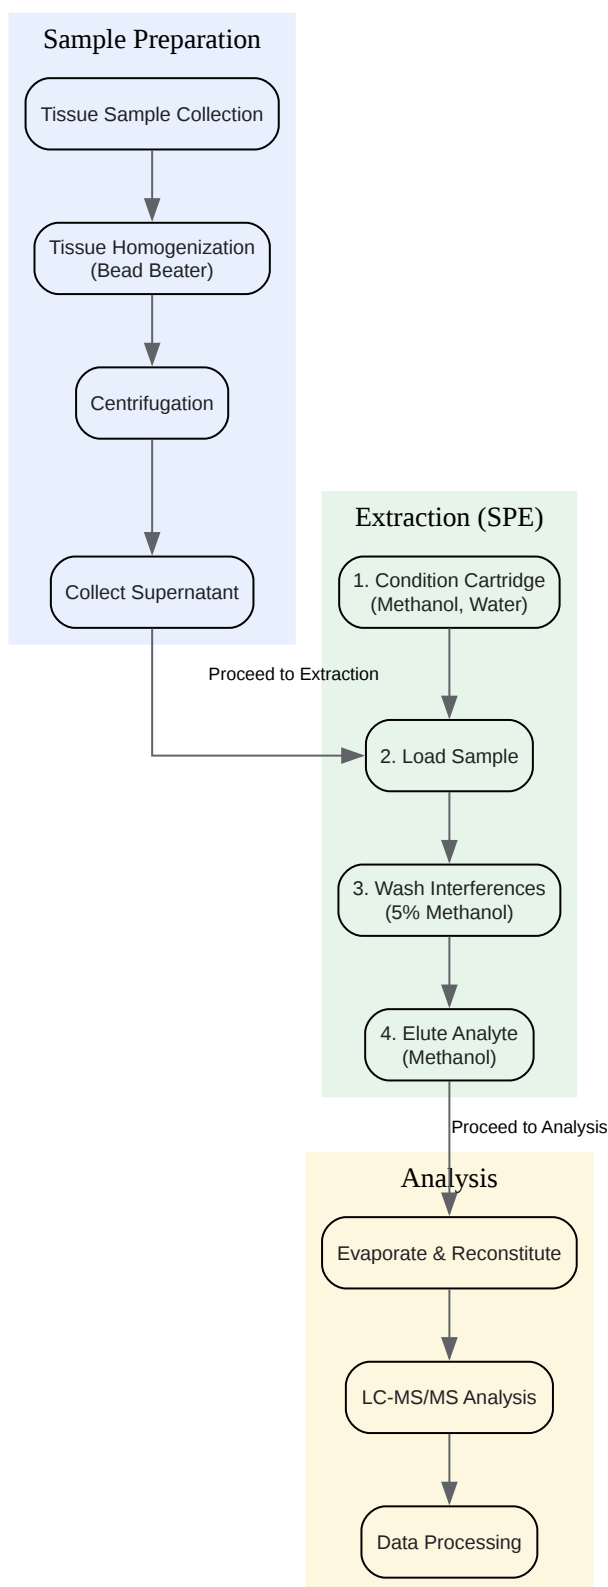 Sample Preparation
Tissue Sample Collection
Tissue Homogenization
(Bead Beater)
Centrifugation
Collect Supernatant
Proceed to Extraction
Extraction (SPE)
1. Condition Cartridge
(Methanol, Water)
2. Load Sample
3. Wash Interferences
(5% Methanol)
4. Elute Analyte
(Methanol)
Proceed to Analysis
Analysis
Evaporate & Reconstitute
LC-MS/MS Analysis
Data Processing